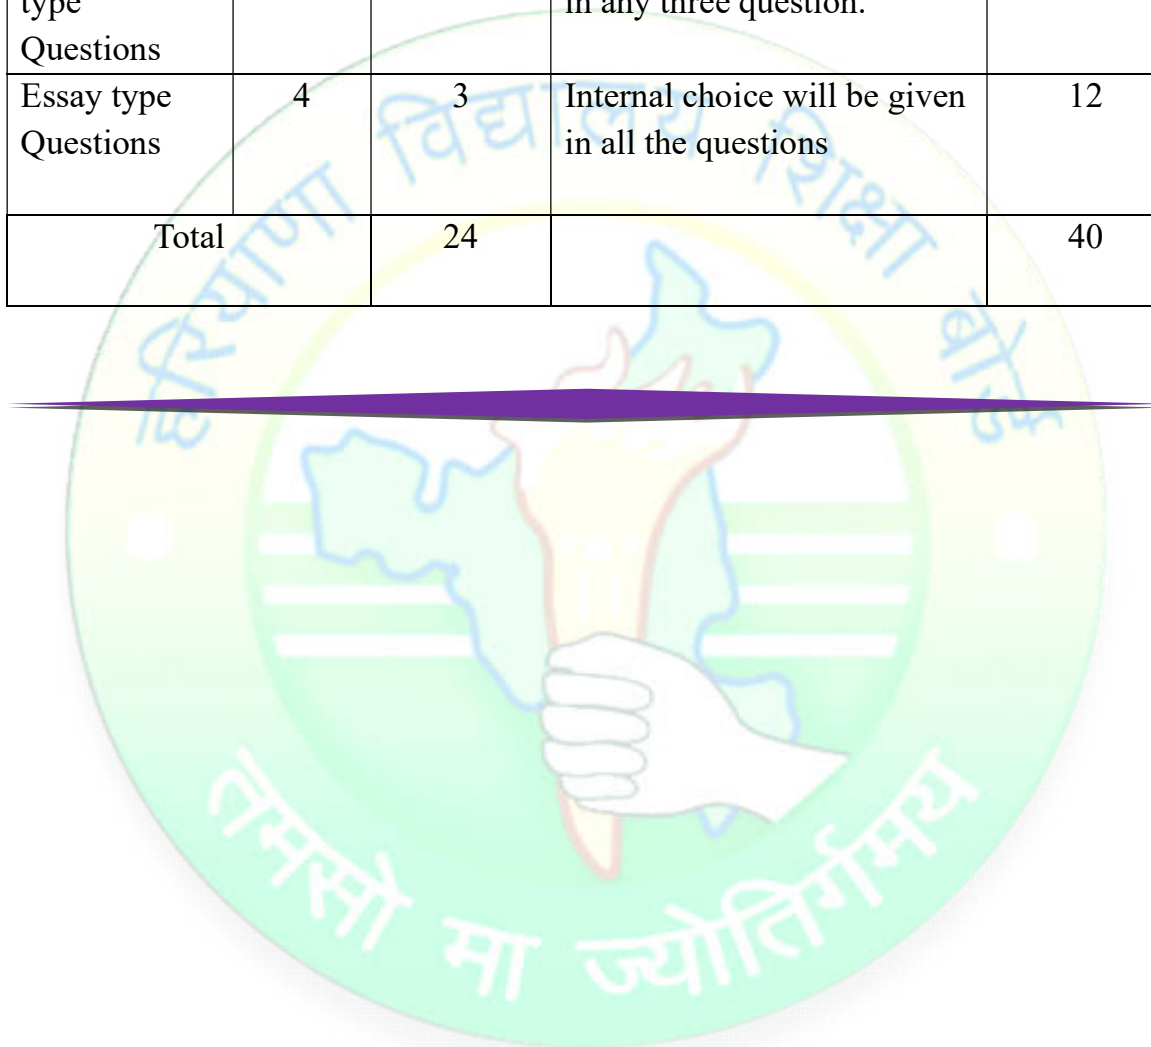 type in any three question.
Questions
Essay type 4 3 Internal choice will be given 12
Questions in all the questions
Total 24 40
हरियाणा विद्यालय शिक्षा बोर्ड
तमसो मा ज्योतिर्गमय